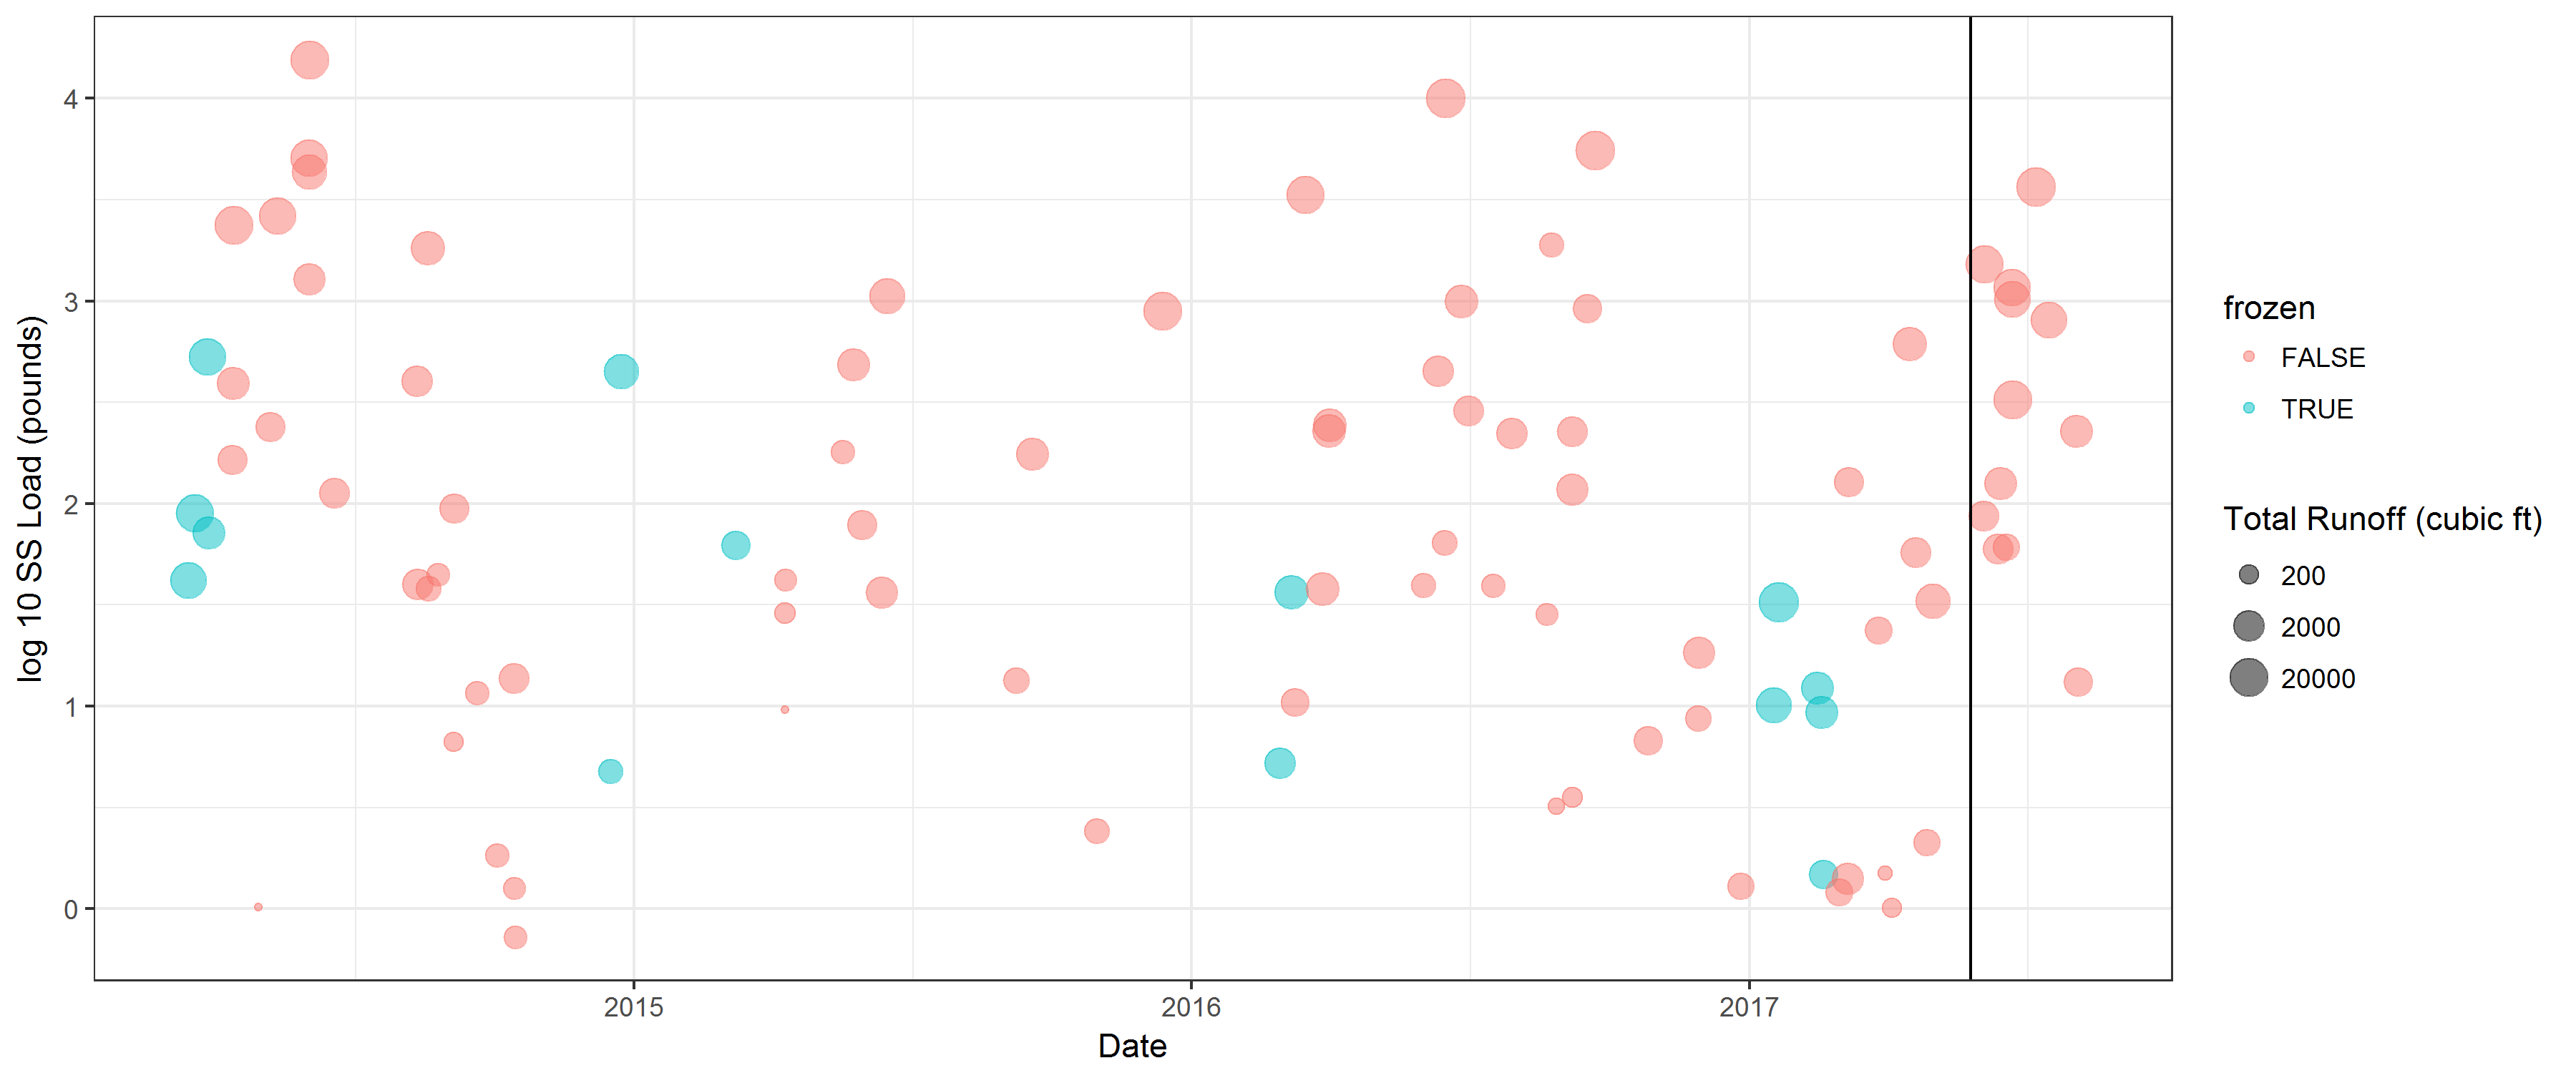 log 10 SS Load (pounds)
4
3
2
1
0
2015
2016
2017
Date
frozen
FALSE
TRUE
Total Runoff (cubic ft)
200
2000
20000